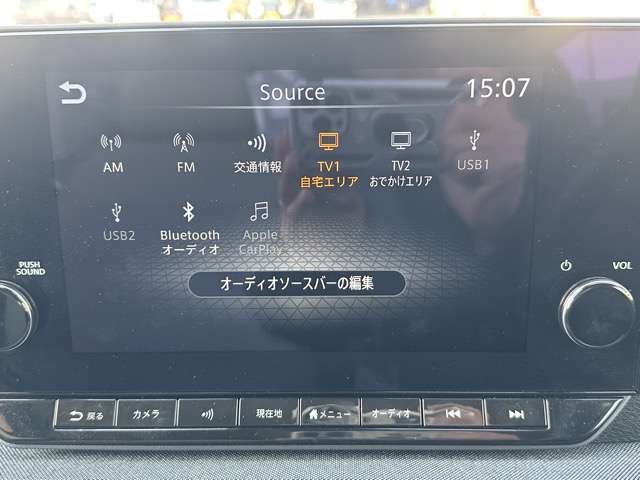 Source
15:07
AM
FM
交通情報
TV1
自宅エリア
TV2
おでかけエリア
USB1
USB2
Bluetooth
オーディオ
Apple
CarPlay
オーディオソースバーの編集
PUSH
SOUND
VOL
戻る
カメラ
現在地
メニュー
オーディオ